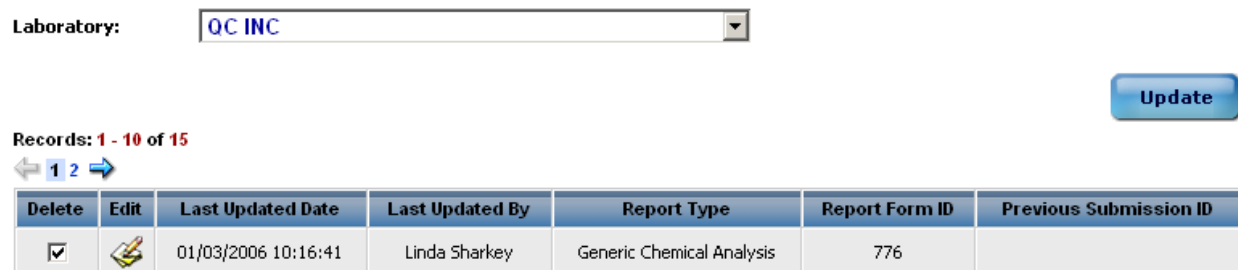 Laboratory: QC INC
Update
Records: 1 - 10 of 15
1 2
Delete Edit Last Updated Date Last Updated By Report Type Report Form ID Previous Submission ID
01/03/2006 10:16:41 Linda Sharkey Generic Chemical Analysis 776